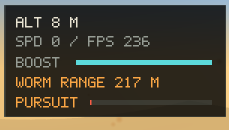 ALT 8 M
SPD 0 / FPS 236
BOOST
WORM RANGE 217 M
PURSUIT